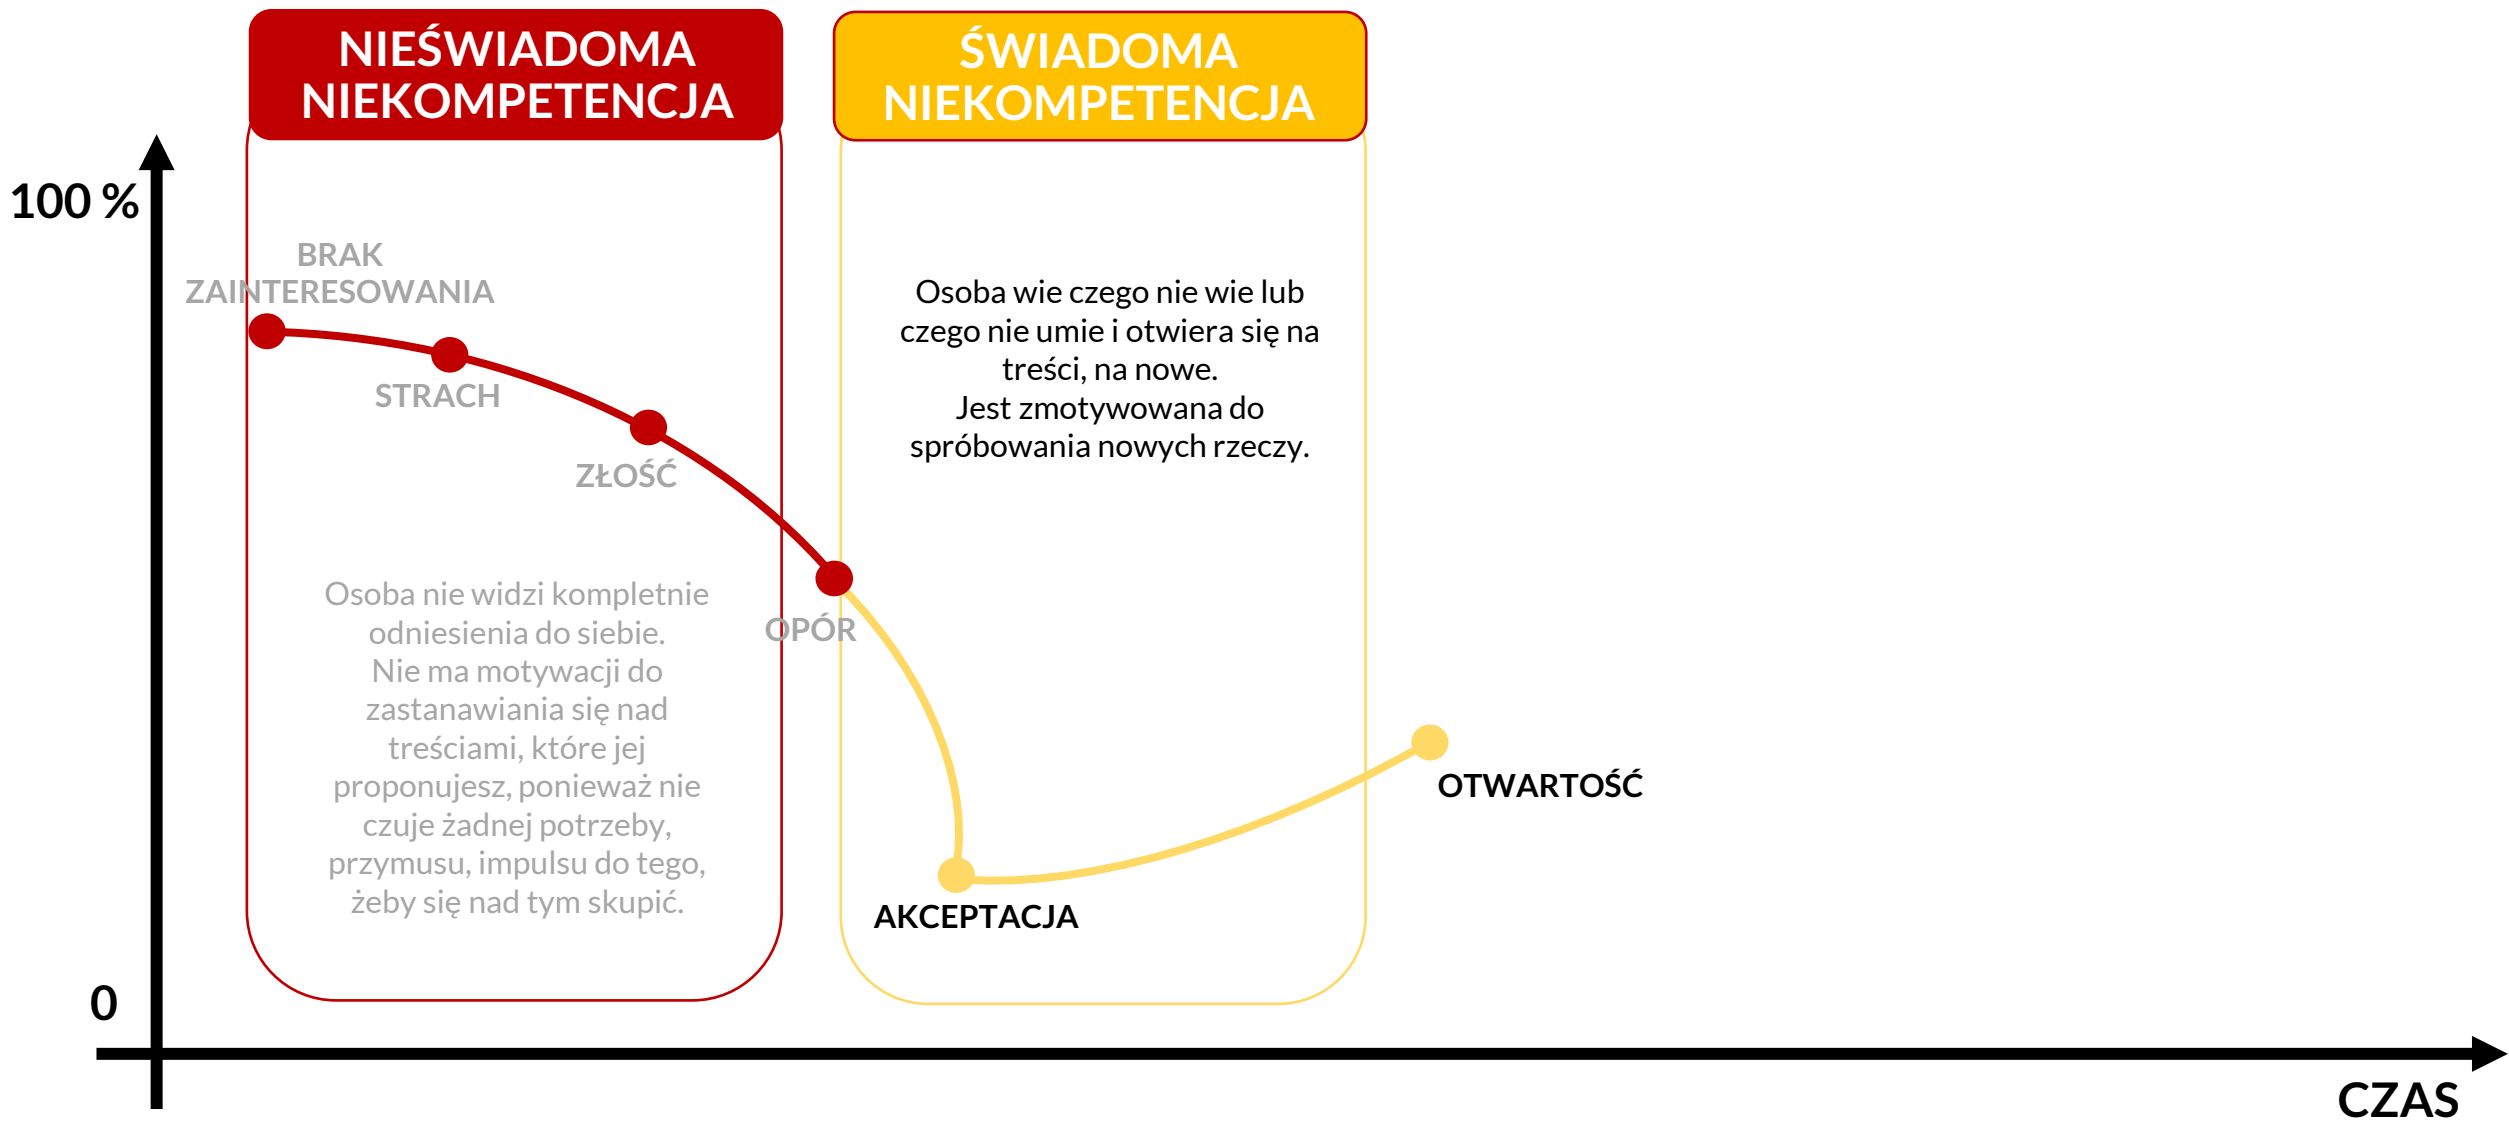 NIEŚWIADOMA
NIEKOMPETENCJA
ŚWIADOMA
NIEKOMPETENCJA
100 %
BRAK
ZAINTERESOWANIA
STRACH
ZŁOŚĆ
OPÓR
Osoba nie widzi kompletnie
odniesienia do siebie.
Nie ma motywacji do
zastanawiania się nad
treściami, które jej
proponujesz, ponieważ nie
czuje żadnej potrzeby,
przymusu, impulsu do tego,
żeby się nad tym skupić.
Osoba wie czego nie wie lub
czego nie umie i otwiera się na
treści, na nowe.
Jest zmotywowana do
spróbowania nowych rzeczy.
AKCEPTACJA
OTWARTOŚĆ
0
CZAS